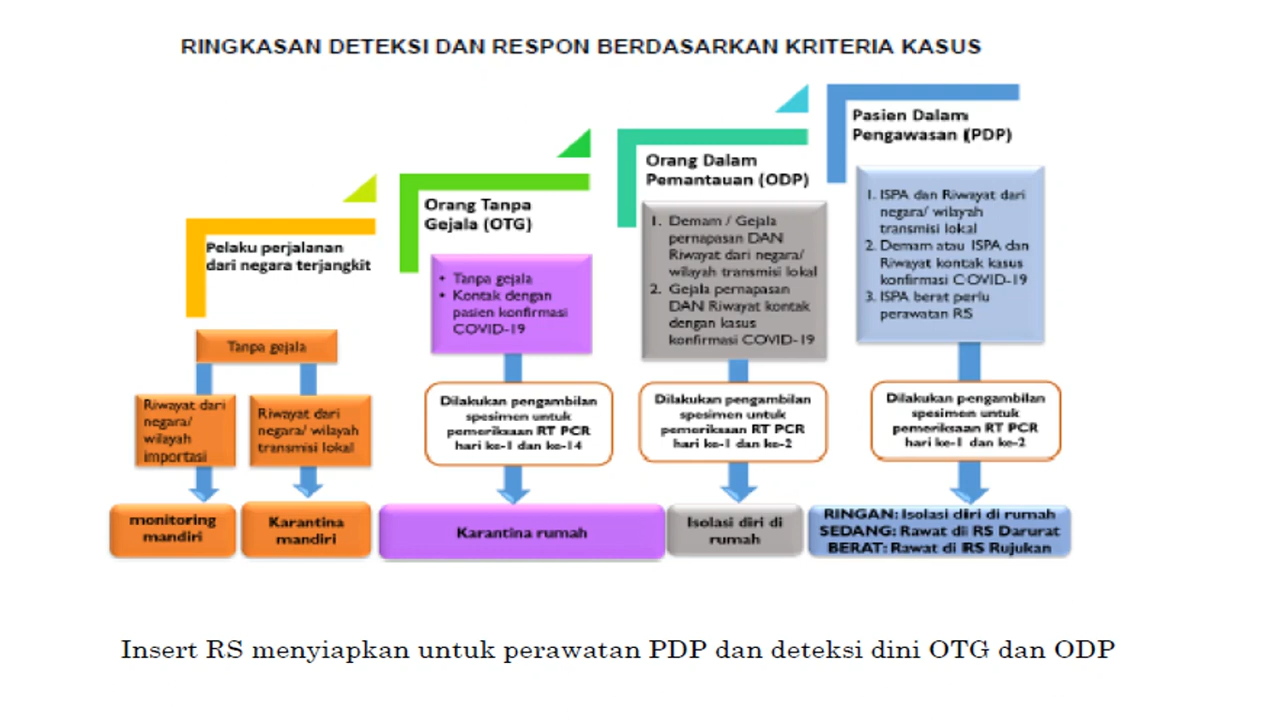 RINGKASAN DETEKSI DAN RESPON BERDASARKAN KRITERIA KASUS
Pelaku perjalanan
dari negara terjangkit
Tanpa gejala
Riwayat dari
negara/
wilayah
importasi
Riwayat dari
negara/ wilayah
transmisi lokal
monitoring
mandiri
Karantina
mandiri
Orang Tanpa
Gejala (OTG)
• Tanpa gejala
• Kontak dengan
pasien konfirmasi
COVID-19
Dilakukan pengambilan
spesimen untuk
pemeriksaan RT PCR
hari ke-1 dan ke-14
Karantina rumah
Orang Dalam
Pemantauan (ODP)
1. Demam / Gejala
pernapasan DAN
Riwayat dari negara/
wilayah transmisi lokal
2. Gejala pernapasan
DAN Riwayat kontak
dengan kasus
konfirmasi COVID-19
Dilakukan pengambilan
spesimen untuk
pemeriksaan RT PCR
hari ke-1 dan ke-2
Isolasi diri di
rumah
Pasien Dalam
Pengawasan (PDP)
1. ISPA dan Riwayat dari
negara/ wilayah
transmisi lokal
2. Demam atau ISPA dan
Riwayat kontak kasus
konfirmasi COVID-19
3. ISPA berat perlu
perawatan RS
Dilakukan pengambilan
spesimen untuk
pemeriksaan RT PCR
hari ke-1 dan ke-2
RINGAN: Isolasi diri di rumah
SEDANG: Rawat di RS Darurat
BERAT: Rawat di RS Rujukan
Insert RS menyiapkan untuk perawatan PDP dan deteksi dini OTG dan ODP